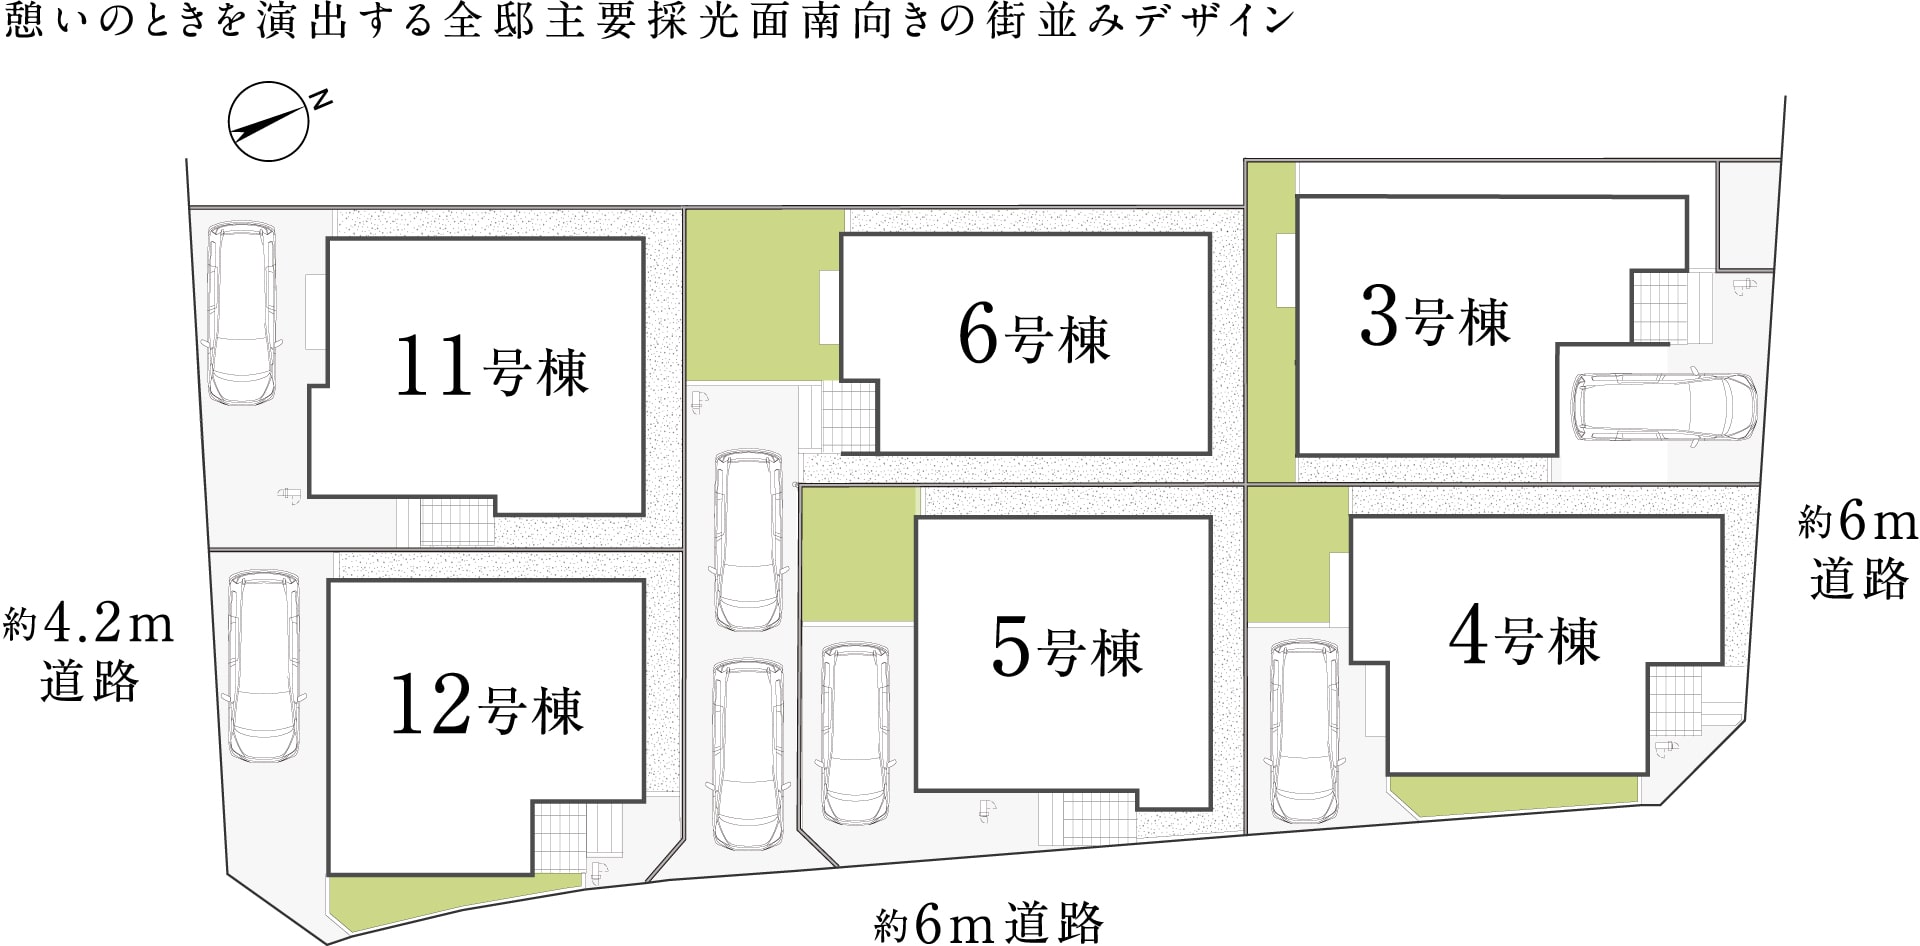 憩いのときを演出する全邸主要採光面南向きの街並みデザイン
N
11号棟
6号棟
3号棟
12号棟
5号棟
4号棟
約4.2m
道路
約6m
道路
約6m道路